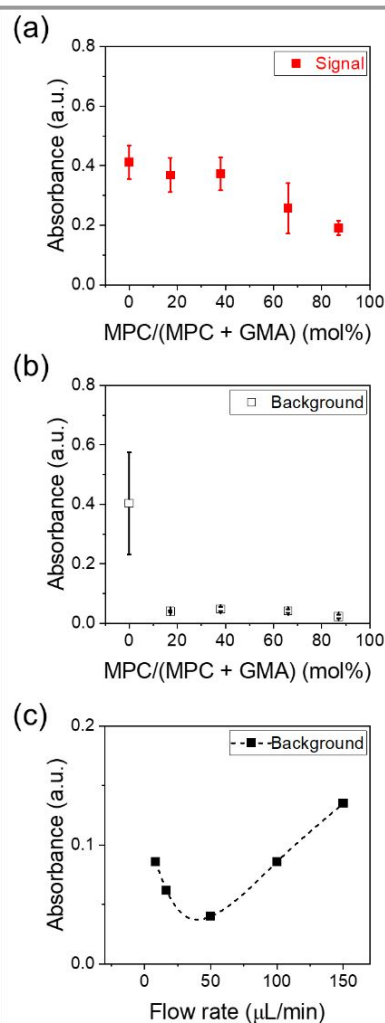 (a)
Signal
0.8
0.6
0.4
0.2
0.0
Absorbance (a.u.)
0 20 40 60 80 100
MPC/(MPC + GMA) (mol%)
(b)
Background
0.8
0.6
0.4
0.2
0.0
Absorbance (a.u.)
0 20 40 60 80 100
MPC/(MPC + GMA) (mol%)
(c)
Background
0.2
0.1
0.0
Absorbance (a.u.)
0 50 100 150
Flow rate (μL/min)